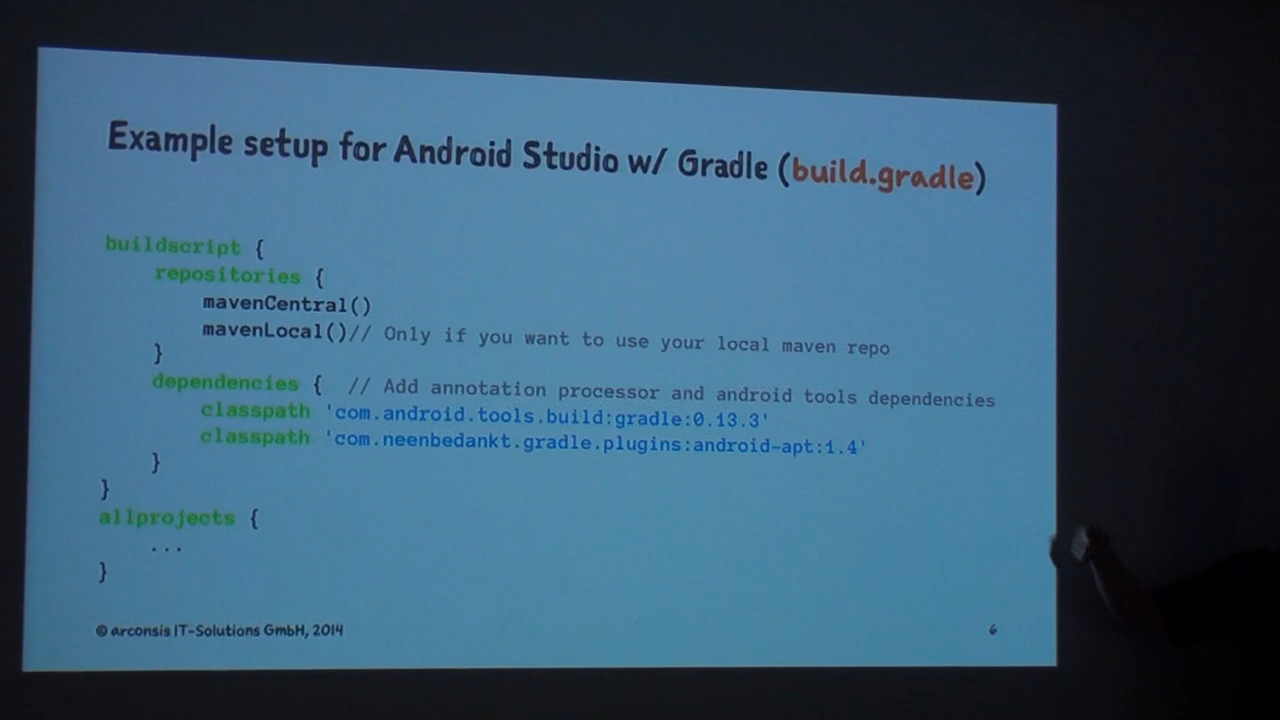 Example setup for Android Studio w/ Gradle (build.gradle)
buildscript {
repositories {
mavenCentral()
mavenLocal()// Only if you want to use your local maven repo
}
dependencies { // Add annotation processor and android tools dependencies
classpath 'com.android.tools.build:gradle:0.13.3'
classpath 'com.neenbedankt.gradle.plugins:android-apt:1.4'
}
}
allprojects {
...
}
© arconsis IT-Solutions GmbH, 2014
6